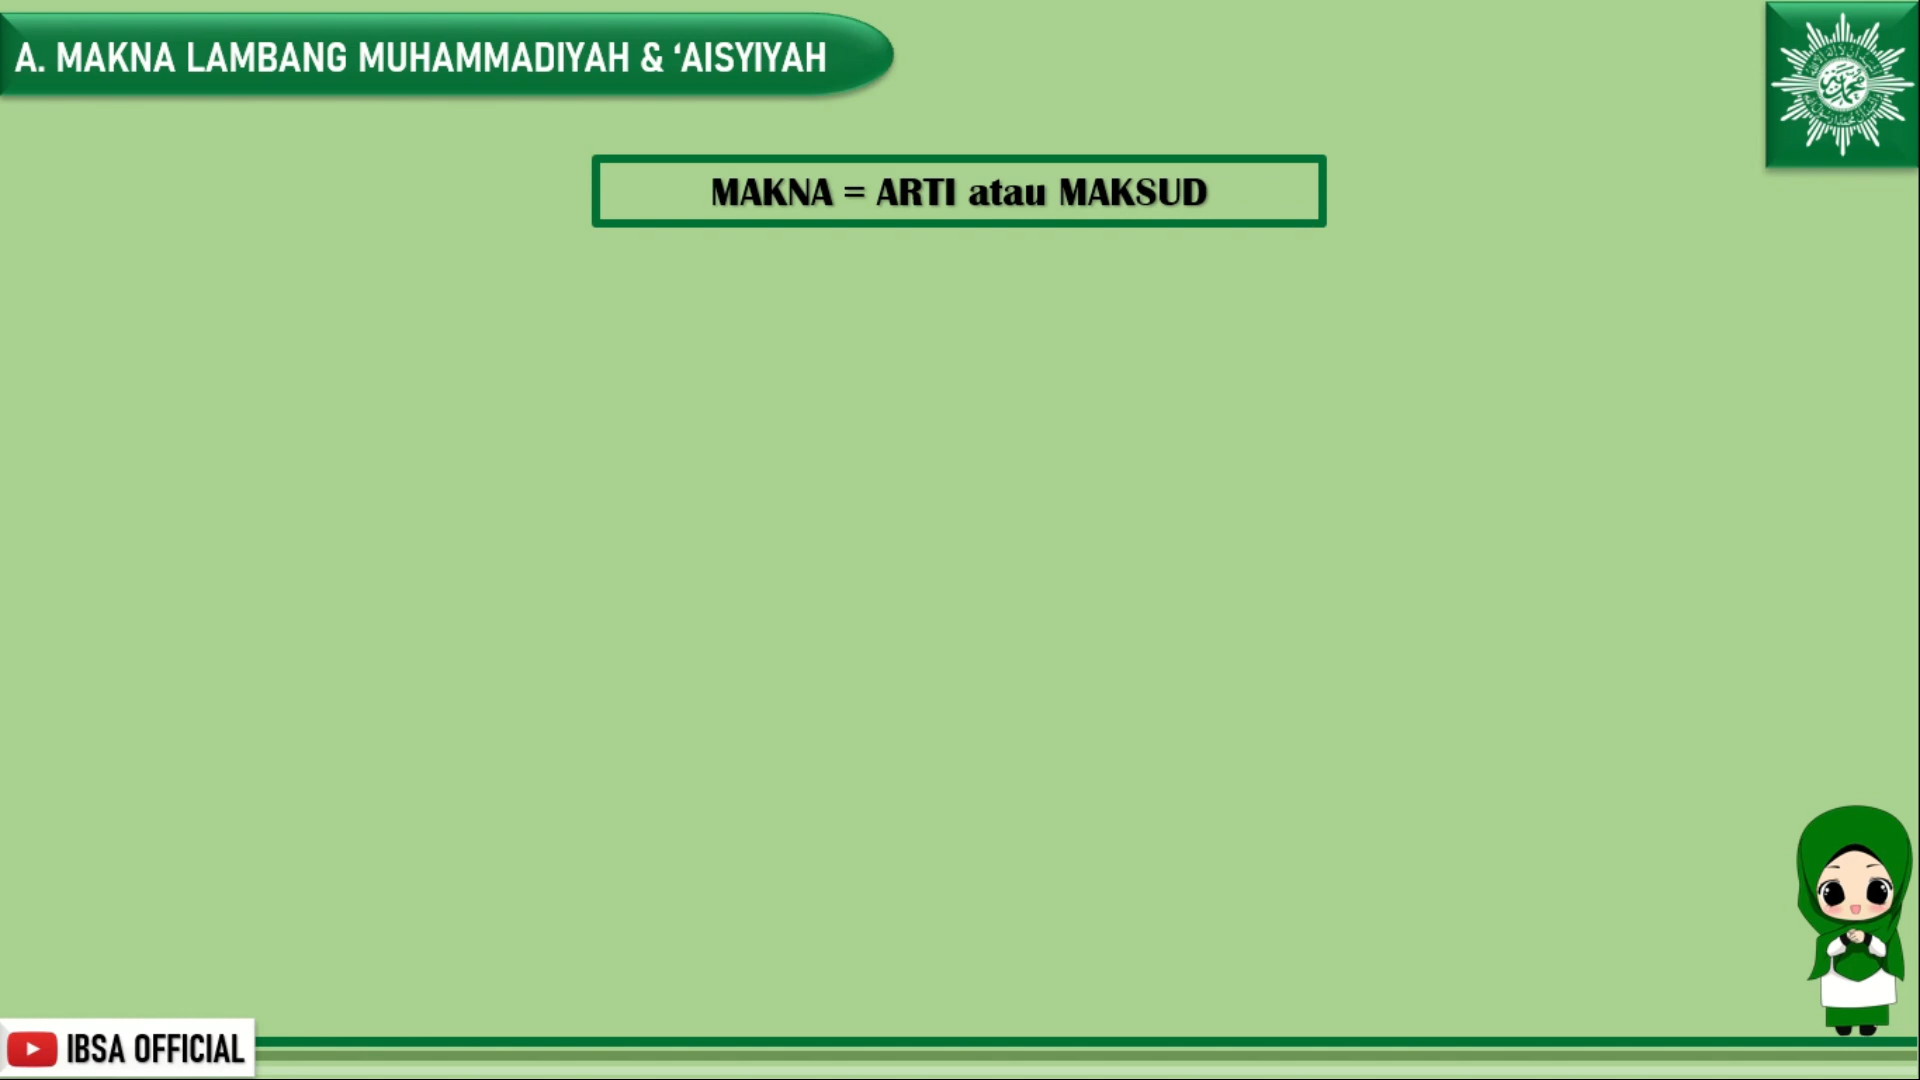 A. MAKNA LAMBANG MUHAMMADIYAH & ‘AISYIYAH
MAKNA = ARTI atau MAKSUD
IBSA OFFICIAL